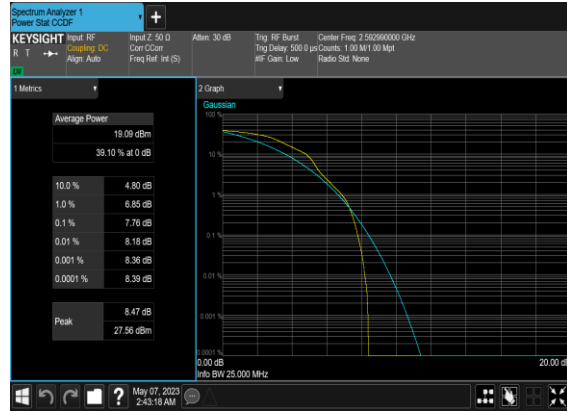 Spectrum Analyzer 1
Power Stat CCDF
KEYSIGHT
R T
Input: RF
Coupling: DC
Align: Auto
Input Z: 50 Ω
Corr CCorr
Freq Ref: Int (S)
Atten: 30 dB
Trig: RF Burst
Trig Delay: 500.0 µs
#IF Gain: Low
Center Freq: 2.592990000 GHz
Counts: 1.00 M/1.00 Mpt
Radio Std: None
1 Metrics
Average Power
19.09 dBm
39.10 % at 0 dB
10.0 % 4.80 dB
1.0 % 6.85 dB
0.1 % 7.76 dB
0.01 % 8.18 dB
0.001 % 8.36 dB
0.0001 % 8.39 dB
Peak
8.47 dB
27.56 dBm
2 Graph
Gaussian
100 %
10 %
1 %
0.1 %
0.01 %
0.001 %
0.0001 %
0.00 dB
20.00 dB
Info BW 25.000 MHz
?
May 07, 2023
2:43:18 AM